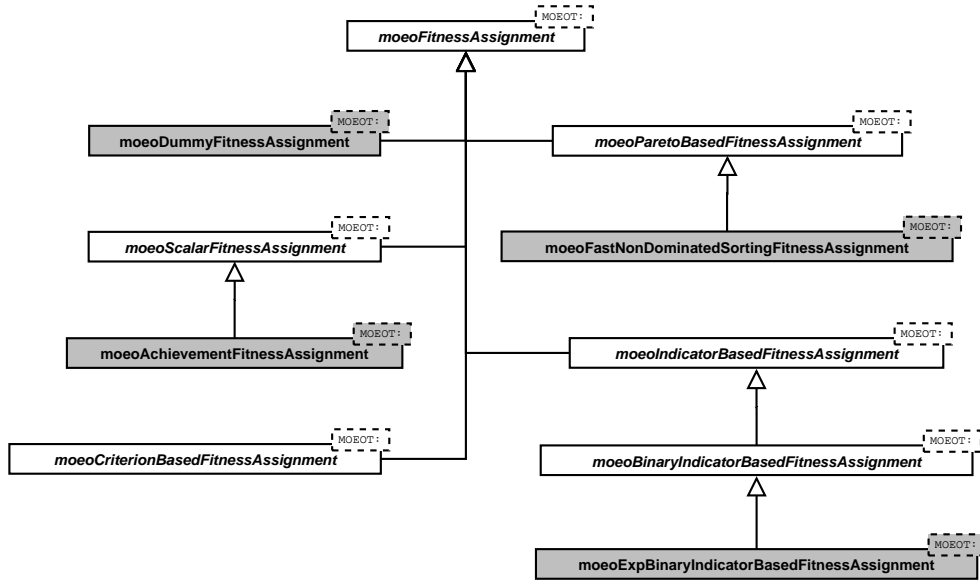 MOEOT:
moeoFitnessAssignment
MOEOT:
moeoDummyFitnessAssignment
MOEOT:
moeoParetoBasedFitnessAssignment
MOEOT:
moeoScalarFitnessAssignment
MOEOT:
moeoFastNonDominatedSortingFitnessAssignment
MOEOT:
moeoAchievementFitnessAssignment
MOEOT:
moeoIndicatorBasedFitnessAssignment
MOEOT:
moeoCriterionBasedFitnessAssignment
MOEOT:
moeoBinaryIndicatorBasedFitnessAssignment
MOEOT:
moeoExpBinaryIndicatorBasedFitnessAssignment